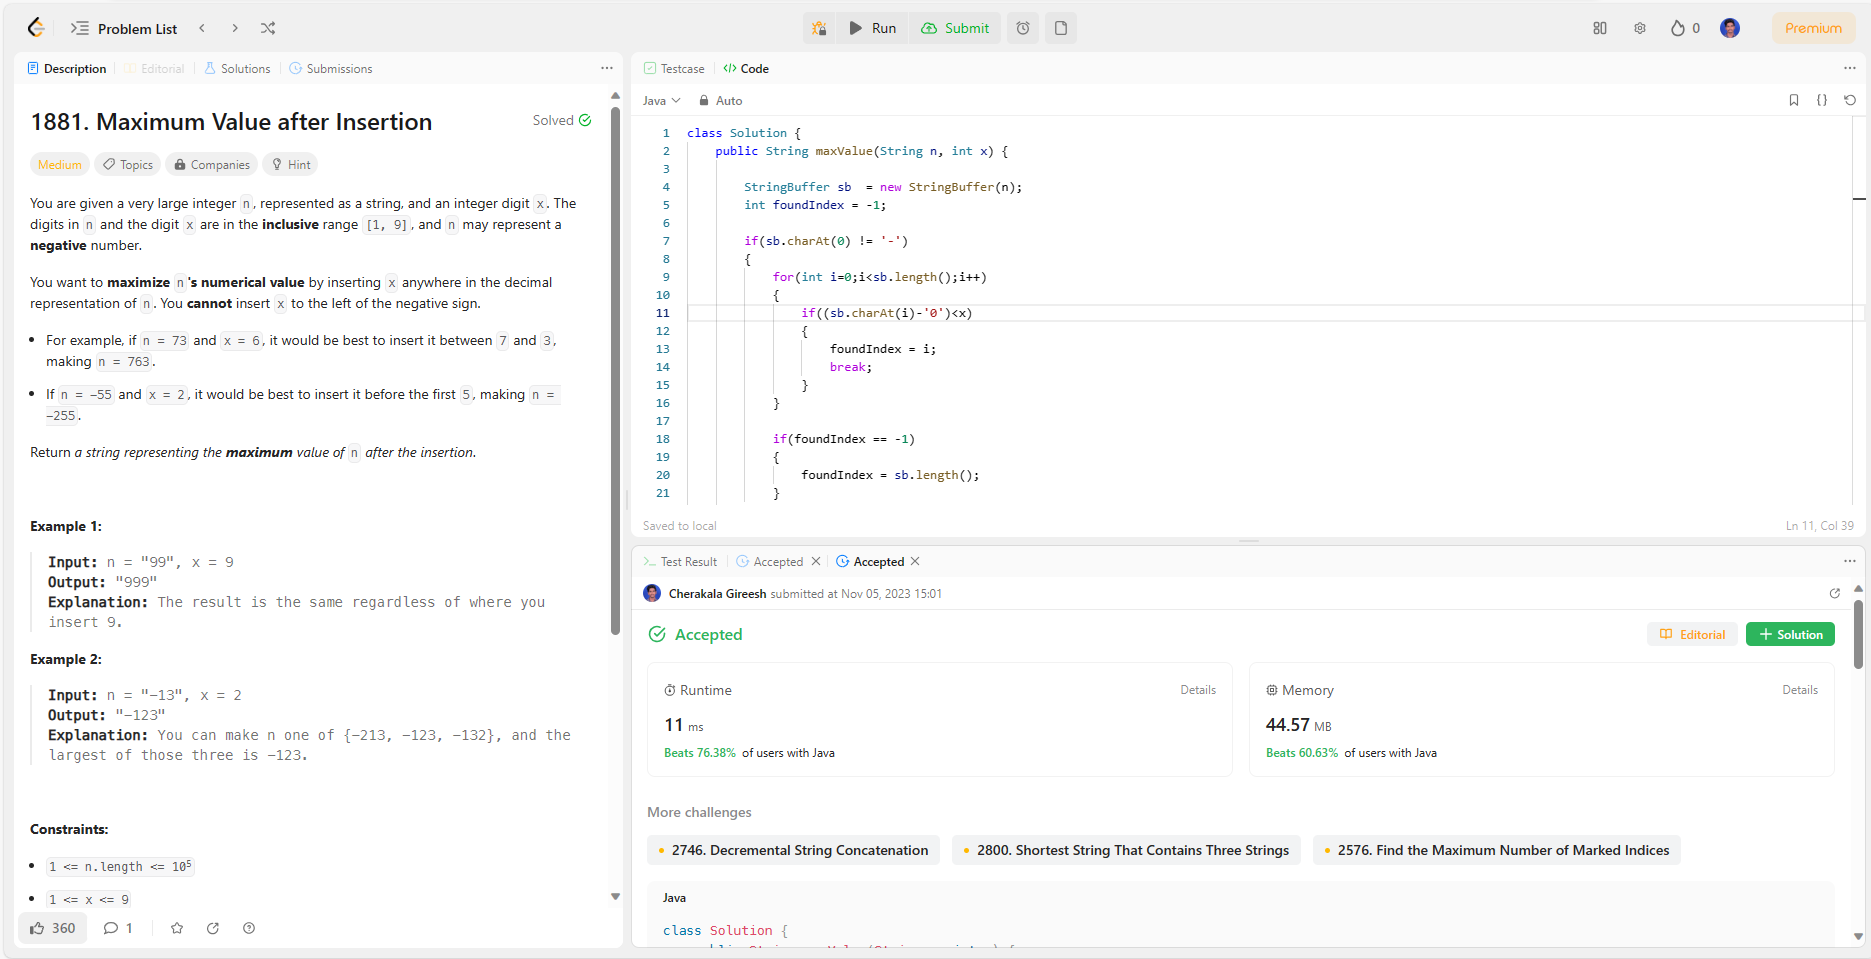 Problem List
Run
Submit
0
Premium
Description
Editorial
Solutions
Submissions
1881. Maximum Value after Insertion
Solved
Medium
Topics
Companies
Hint
You are given a very large integer n, represented as a string, and an integer digit x. The
digits in n and the digit x are in the inclusive range [1, 9], and n may represent a
negative number.
You want to maximize n's numerical value by inserting x anywhere in the decimal
representation of n. You cannot insert x to the left of the negative sign.
• For example, if n = 73 and x = 6, it would be best to insert it between 7 and 3,
making n = 763.
• If n = -55 and x = 2, it would be best to insert it before the first 5, making n =
-255.
Return a string representing the maximum value of n after the insertion.
Example 1:
Input: n = "99", x = 9
Output: "999"
Explanation: The result is the same regardless of where you
insert 9.
Example 2:
Input: n = "-13", x = 2
Output: "-123"
Explanation: You can make n one of {-213, -123, -132}, and the
largest of those three is -123.
Constraints:
• 1 <= n.length <= 10⁵
• 1 <= x <= 9
360
1
Testcase
</> Code
Java
Auto
1 class Solution {
2 public String maxValue(String n, int x) {
3
4 StringBuffer sb  = new StringBuffer(n);
5 int foundIndex = -1;
6
7 if(sb.charAt(0) != '-')
8 {
9 for(int i=0;i<sb.length();i++)
10 {
11 if((sb.charAt(i)-'0')<x)
12 {
13 foundIndex = i;
14 break;
15 }
16 }
17
18 if(foundIndex == -1)
19 {
20 foundIndex = sb.length();
21 }
Saved to local
Ln 11, Col 39
Test Result
Accepted
Accepted
Cherakala Gireesh submitted at Nov 05, 2023 15:01
Accepted
Editorial
+ Solution
Runtime
Details
11 ms
Beats 76.38% of users with Java
Memory
Details
44.57 MB
Beats 60.63% of users with Java
More challenges
• 2746. Decremental String Concatenation
• 2800. Shortest String That Contains Three Strings
• 2576. Find the Maximum Number of Marked Indices
Java
class Solution {